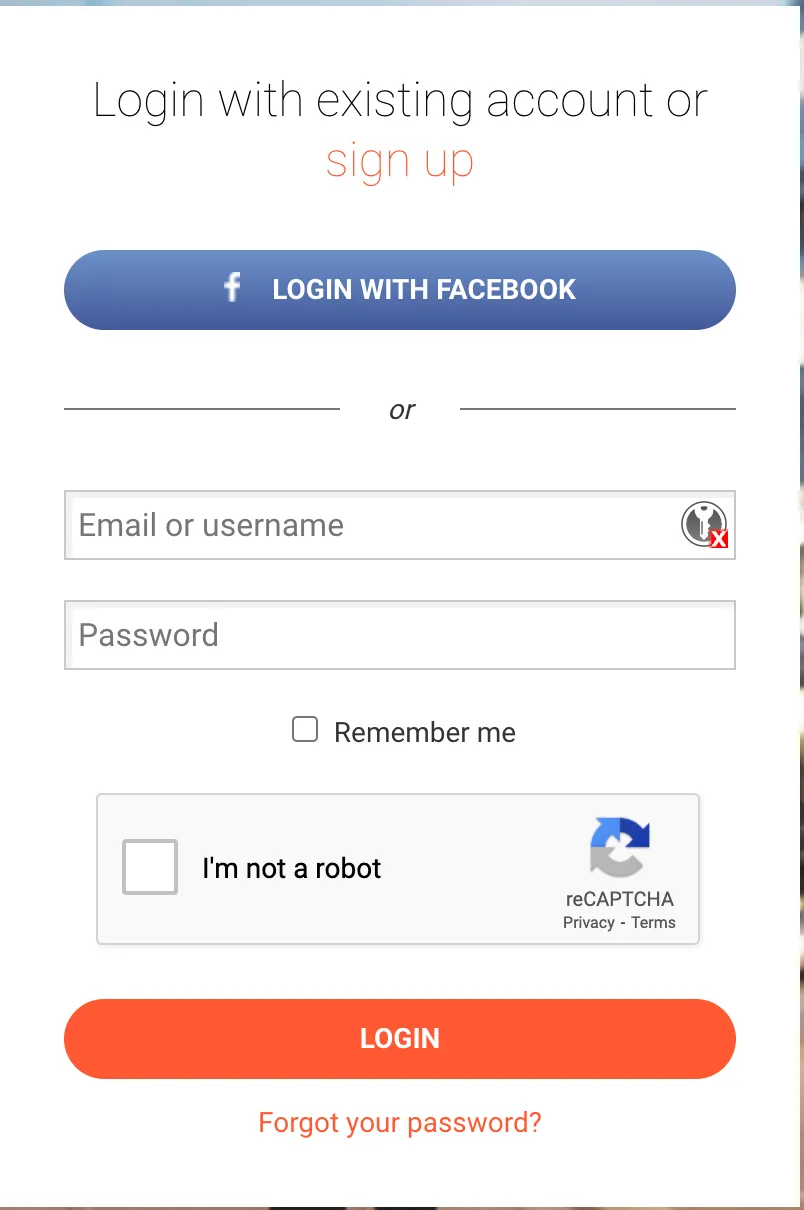 Login with existing account or
sign up
LOGIN WITH FACEBOOK
or
Email or username
Password
Remember me
I'm not a robot
reCAPTCHA
Privacy - Terms
LOGIN
Forgot your password?